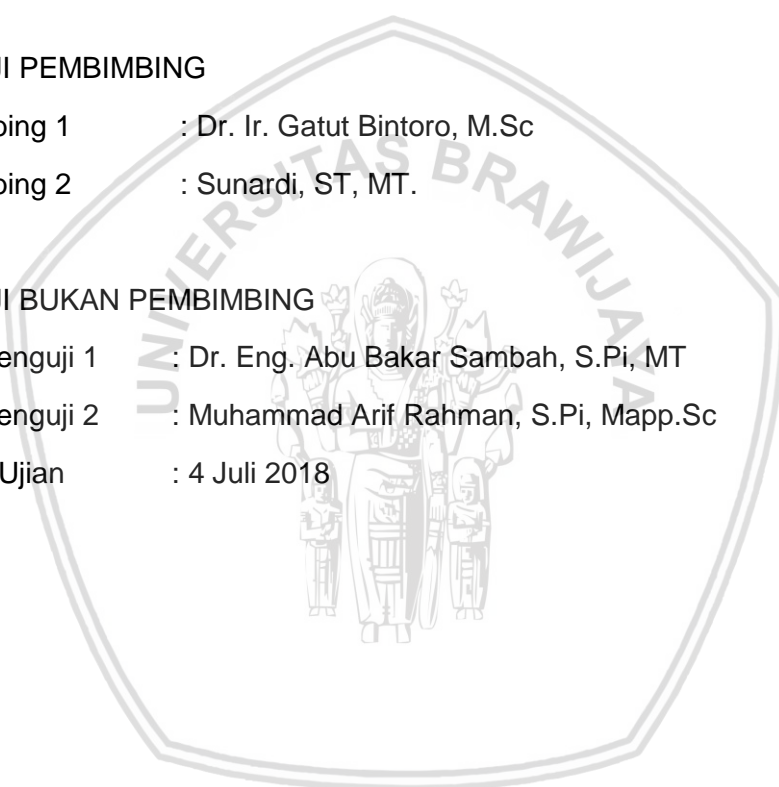 JI PEMBIMBING
bing 1 : Dr. Ir. Gatut Bintoro, M.Sc
bing 2 : Sunardi, ST, MT.
UNIVERSITAS BRAWIJAYA
JI BUKAN PEMBIMBING
enguji 1 : Dr. Eng. Abu Bakar Sambah, S.Pi, MT
enguji 2 : Muhammad Arif Rahman, S.Pi, Mapp.Sc
Ujian : 4 Juli 2018